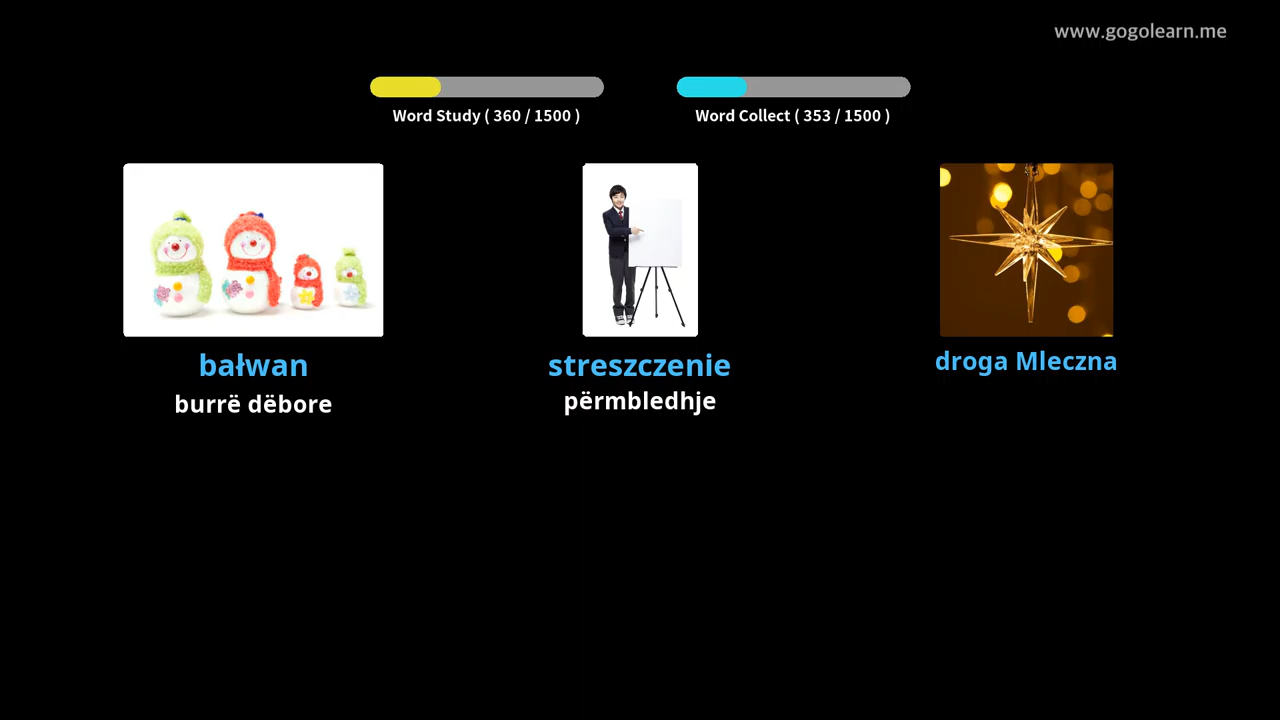 www.gogolearn.me
Word Study ( 360 / 1500 )
Word Collect ( 353 / 1500 )
bałwan
burrë dëbore
streszczenie
përmbledhje
droga Mleczna